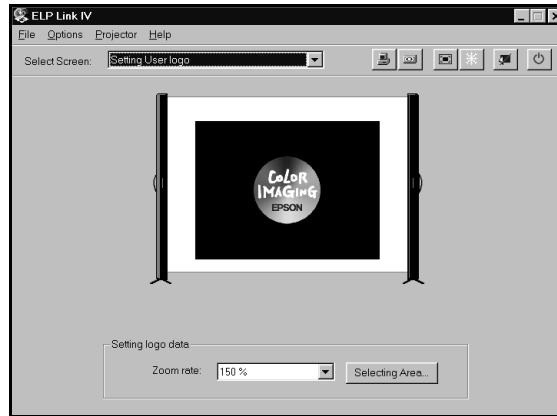 ELP Link IV
File Options Projector Help
Select Screen: Setting User logo
COLOR
IMAGING
EPSON
Setting logo data
Zoom rate: 150 % Selecting Area...